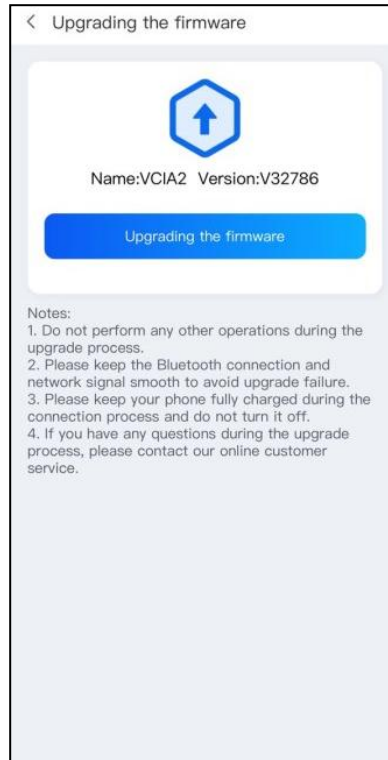 Upgrading the firmware
Name:VCIA2 Version:V32786
Upgrading the firmware
Notes:
1. Do not perform any other operations during the
upgrade process.
2. Please keep the Bluetooth connection and
network signal smooth to avoid upgrade failure.
3. Please keep your phone fully charged during the
connection process and do not turn it off.
4. If you have any questions during the upgrade
process, please contact our online customer
service.